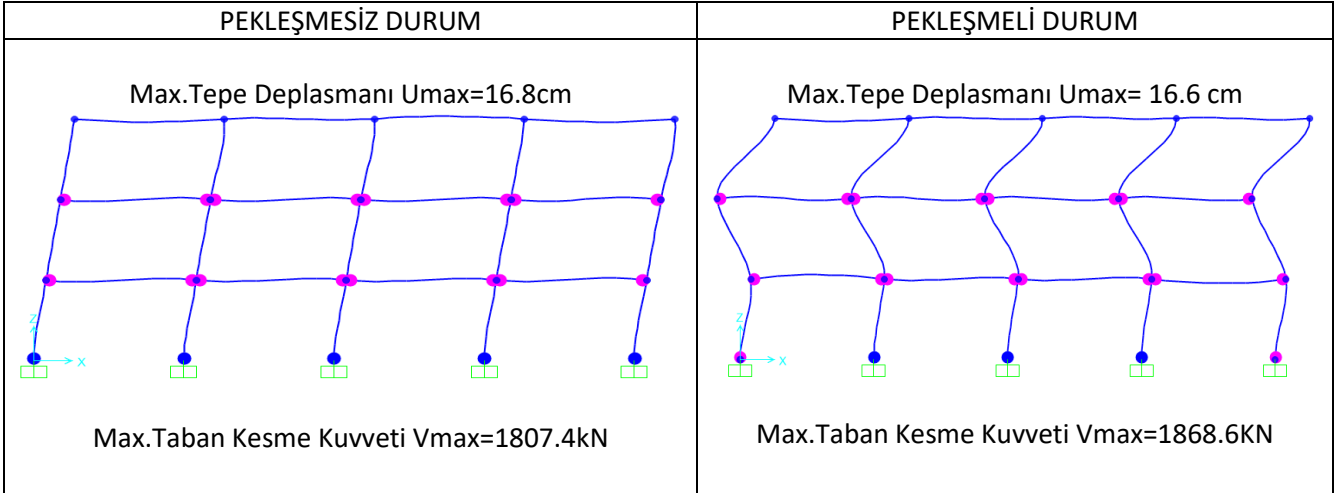 PEKLEŞMESİZ DURUM
PEKLEŞMELİ DURUM
Max.Tepe Deplasmanı Umax=16.8cm
Z
X
Max.Taban Kesme Kuvveti Vmax=1807.4kN
Max.Tepe Deplasmanı Umax= 16.6 cm
Z
X
Max.Taban Kesme Kuvveti Vmax=1868.6KN